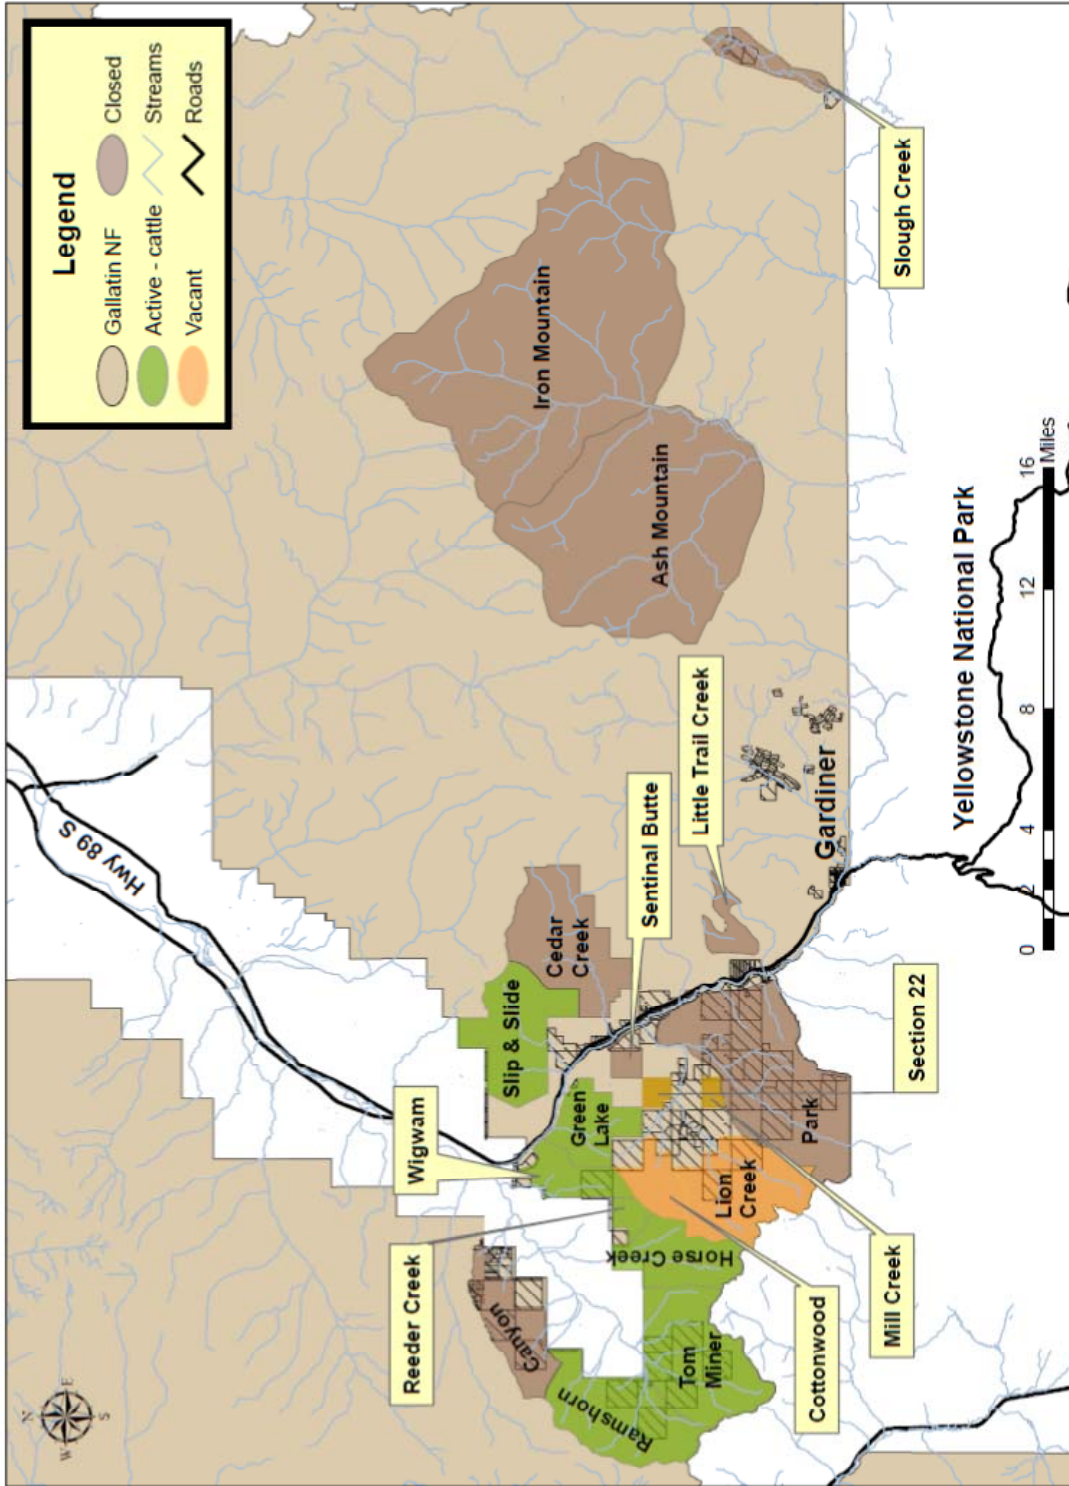 Legend
Gallatin NF
Closed
Active - cattle
Streams
Vacant
Roads
N
W
E
S
Hwy 89 S
Slough Creek
Iron Mountain
Ash Mountain
Little Trail Creek
Sentinal Butte
Gardiner
Yellowstone National Park
Cedar
Creek
Slip & Slide
Wigwam
Green
Lake
Reeder Creek
Horse Creek
Canyon
Ramshorn
Tom
Miner
Lion
Creek
Park
Section 22
Mill Creek
Cottonwood
0 2 4 8 12 16
Miles